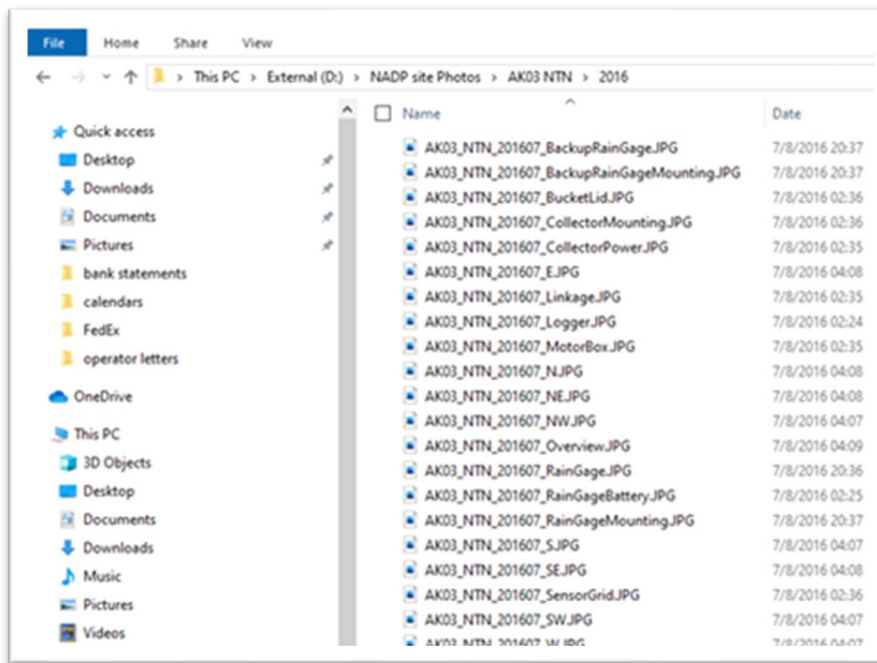 File Home Share View
This PC > External (D:) > NADP site Photos > AK03 NTN > 2016
Quick access
Desktop
Downloads
Documents
Pictures
bank statements
calendars
FedEx
operator letters
OneDrive
This PC
3D Objects
Desktop
Documents
Downloads
Music
Pictures
Videos
Name Date
AK03_NTN_201607_BackupRainGage.JPG 7/8/2016 20:37
AK03_NTN_201607_BackupRainGageMounting.JPG 7/8/2016 20:37
AK03_NTN_201607_BucketLid.JPG 7/8/2016 02:36
AK03_NTN_201607_CollectorMounting.JPG 7/8/2016 02:36
AK03_NTN_201607_CollectorPower.JPG 7/8/2016 02:35
AK03_NTN_201607_E.JPG 7/8/2016 04:08
AK03_NTN_201607_Linkage.JPG 7/8/2016 02:35
AK03_NTN_201607_Logger.JPG 7/8/2016 02:24
AK03_NTN_201607_MotorBox.JPG 7/8/2016 02:35
AK03_NTN_201607_N.JPG 7/8/2016 04:08
AK03_NTN_201607_NE.JPG 7/8/2016 04:08
AK03_NTN_201607_NW.JPG 7/8/2016 04:07
AK03_NTN_201607_Overview.JPG 7/8/2016 04:09
AK03_NTN_201607_RainGage.JPG 7/8/2016 20:36
AK03_NTN_201607_RainGageBattery.JPG 7/8/2016 02:25
AK03_NTN_201607_RainGageMounting.JPG 7/8/2016 20:37
AK03_NTN_201607_S.JPG 7/8/2016 04:07
AK03_NTN_201607_SE.JPG 7/8/2016 04:08
AK03_NTN_201607_SensorGrid.JPG 7/8/2016 02:36
AK03_NTN_201607_SW.JPG 7/8/2016 04:07
AK03_NTN_201607_W.JPG 7/8/2016 04:07